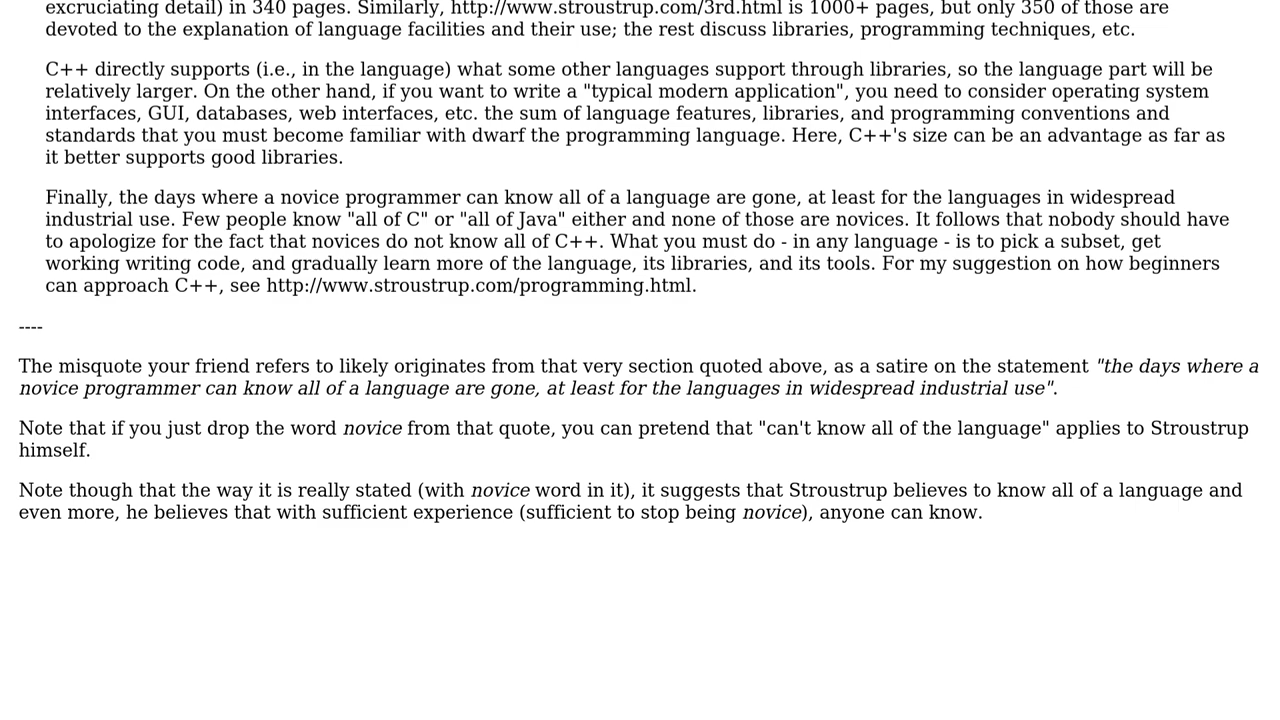 excruciating detail) in 340 pages. Similarly, http://www.stroustrup.com/3rd.html is 1000+ pages, but only 350 of those are
devoted to the explanation of language facilities and their use; the rest discuss libraries, programming techniques, etc.
C++ directly supports (i.e., in the language) what some other languages support through libraries, so the language part will be
relatively larger. On the other hand, if you want to write a "typical modern application", you need to consider operating system
interfaces, GUI, databases, web interfaces, etc. the sum of language features, libraries, and programming conventions and
standards that you must become familiar with dwarf the programming language. Here, C++'s size can be an advantage as far as
it better supports good libraries.
Finally, the days where a novice programmer can know all of a language are gone, at least for the languages in widespread
industrial use. Few people know "all of C" or "all of Java" either and none of those are novices. It follows that nobody should have
to apologize for the fact that novices do not know all of C++. What you must do - in any language - is to pick a subset, get
working writing code, and gradually learn more of the language, its libraries, and its tools. For my suggestion on how beginners
can approach C++, see http://www.stroustrup.com/programming.html.
----
The misquote your friend refers to likely originates from that very section quoted above, as a satire on the statement "the days where a
novice programmer can know all of a language are gone, at least for the languages in widespread industrial use".
Note that if you just drop the word novice from that quote, you can pretend that "can't know all of the language" applies to Stroustrup
himself.
Note though that the way it is really stated (with novice word in it), it suggests that Stroustrup believes to know all of a language and
even more, he believes that with sufficient experience (sufficient to stop being novice), anyone can know.